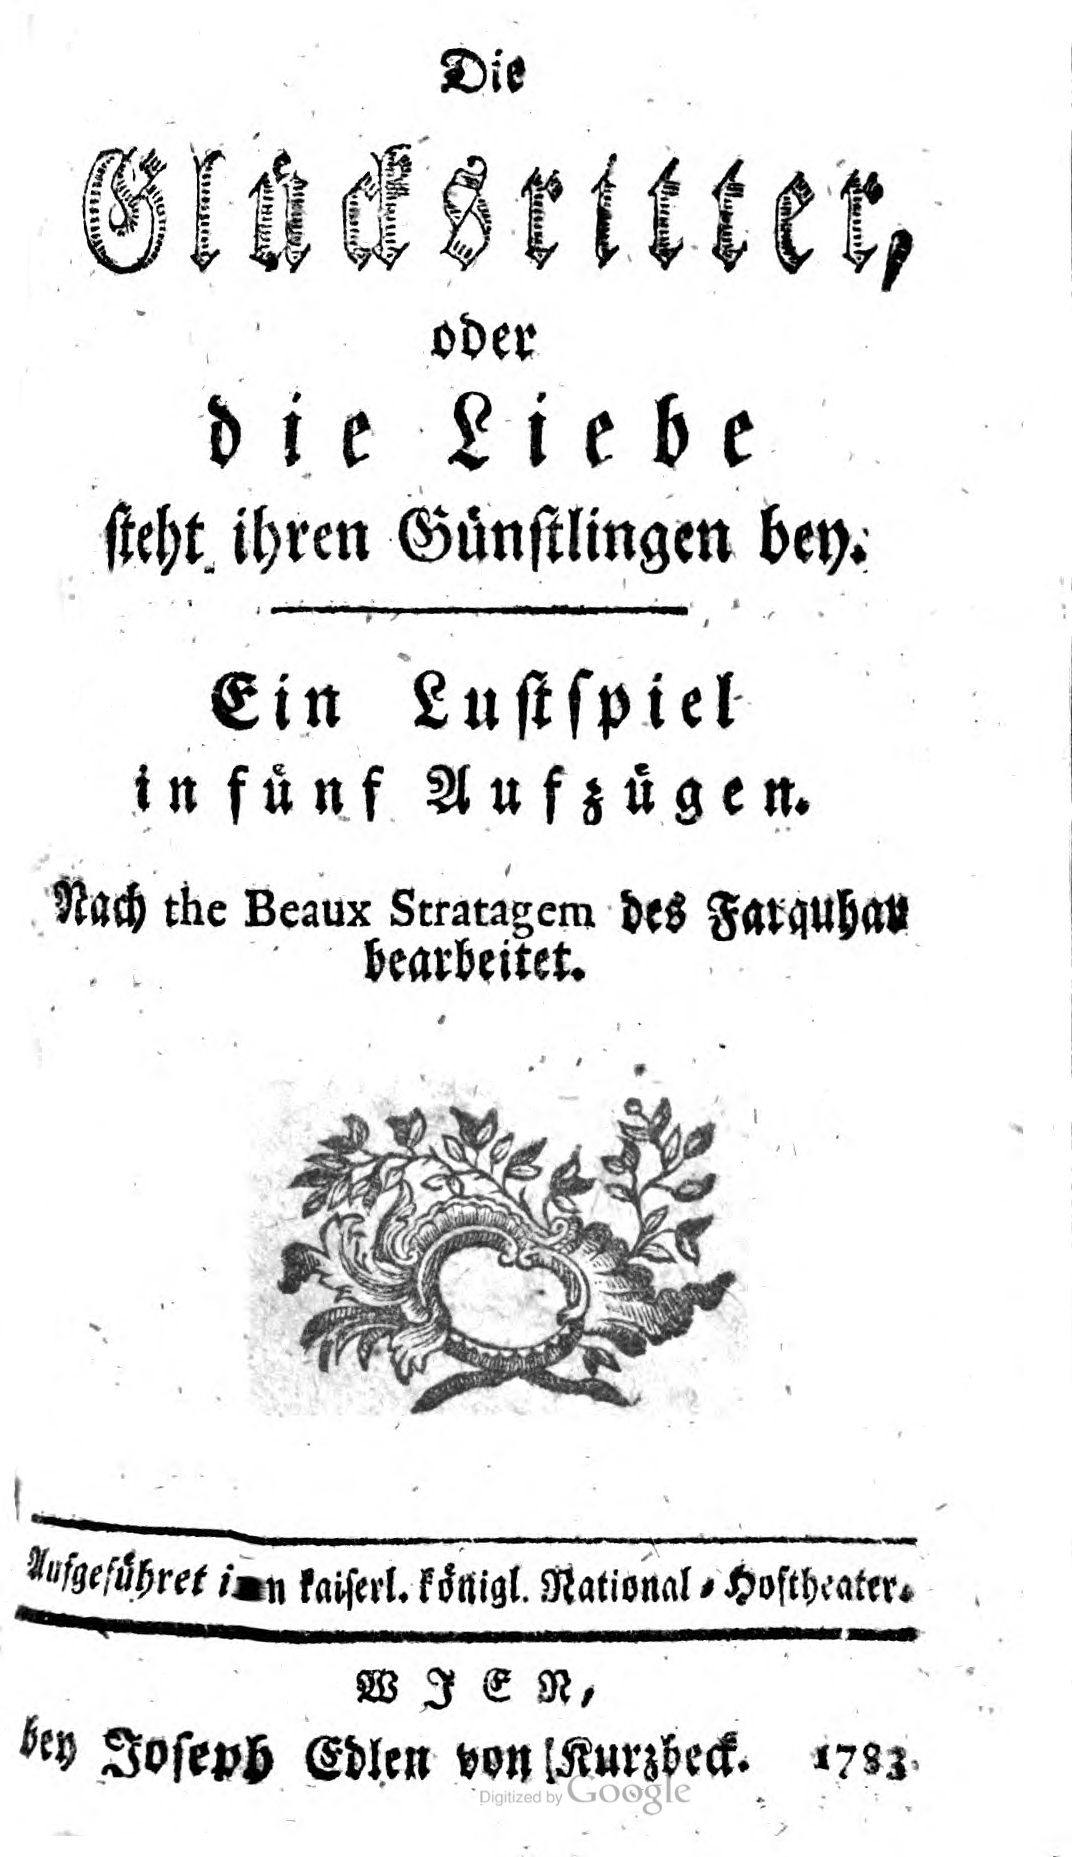 Die
Glücksritter,
oder
die Liebe
steht ihren Günstlingen bey.
Ein Lustspiel
in fünf Aufzügen.
Nach the Beaux Stratagem des Farquhar
bearbeitet.
Aufgeführet im kaiserl. königl. National-Hoftheater.
WIEN,
bey Joseph Edlen von Kurzbeck. 1783.
Digitized by Google